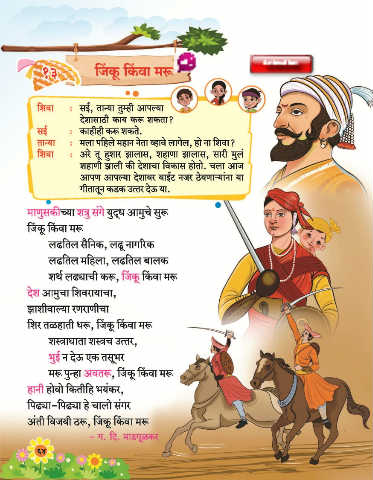 १३
जिंकू किंवा मरू
शिवा : सई, तान्या तुम्ही आपल्या
देशासाठी काय करू शकता?
सई : काहीही करू शकते.
तान्या : मला पहिले महान नेता व्हावे लागेल, हो ना शिवा?
शिवा : अरे तू हुशार झालास, शहाणा झालास, सारी मुलं
शहाणी झाली की देशाचा विकास होतो. चला आज
आपण आपल्या देशावर वाईट नजर ठेवणाऱ्यांना या
गीतातून कडक उत्तर देऊ या.
माणुसकीच्या शत्रु संगे युद्ध आमुचे सुरू
जिंकू किंवा मरू
लढतिल सैनिक, लढू नागरिक
लढतिल महिला, लढतिल बालक
शर्थ लढ्याची करू, जिंकू किंवा मरू
देश आमुचा शिवरायाचा,
झाशीवाल्या रणराणीचा
शिर तळहाती धरू, जिंकू किंवा मरू
शस्त्राघाता शस्त्रच उत्तर,
भुई न देऊ एक तसूभर
मरू पुन्हा अवतरू, जिंकू किंवा मरू
हानी होवो कितीहि भयंकर,
पिढ्या-पिढ्या हे चालो संगर
अंती विजयी ठरू, जिंकू किंवा मरू
- ग. दि. माडगूळकर